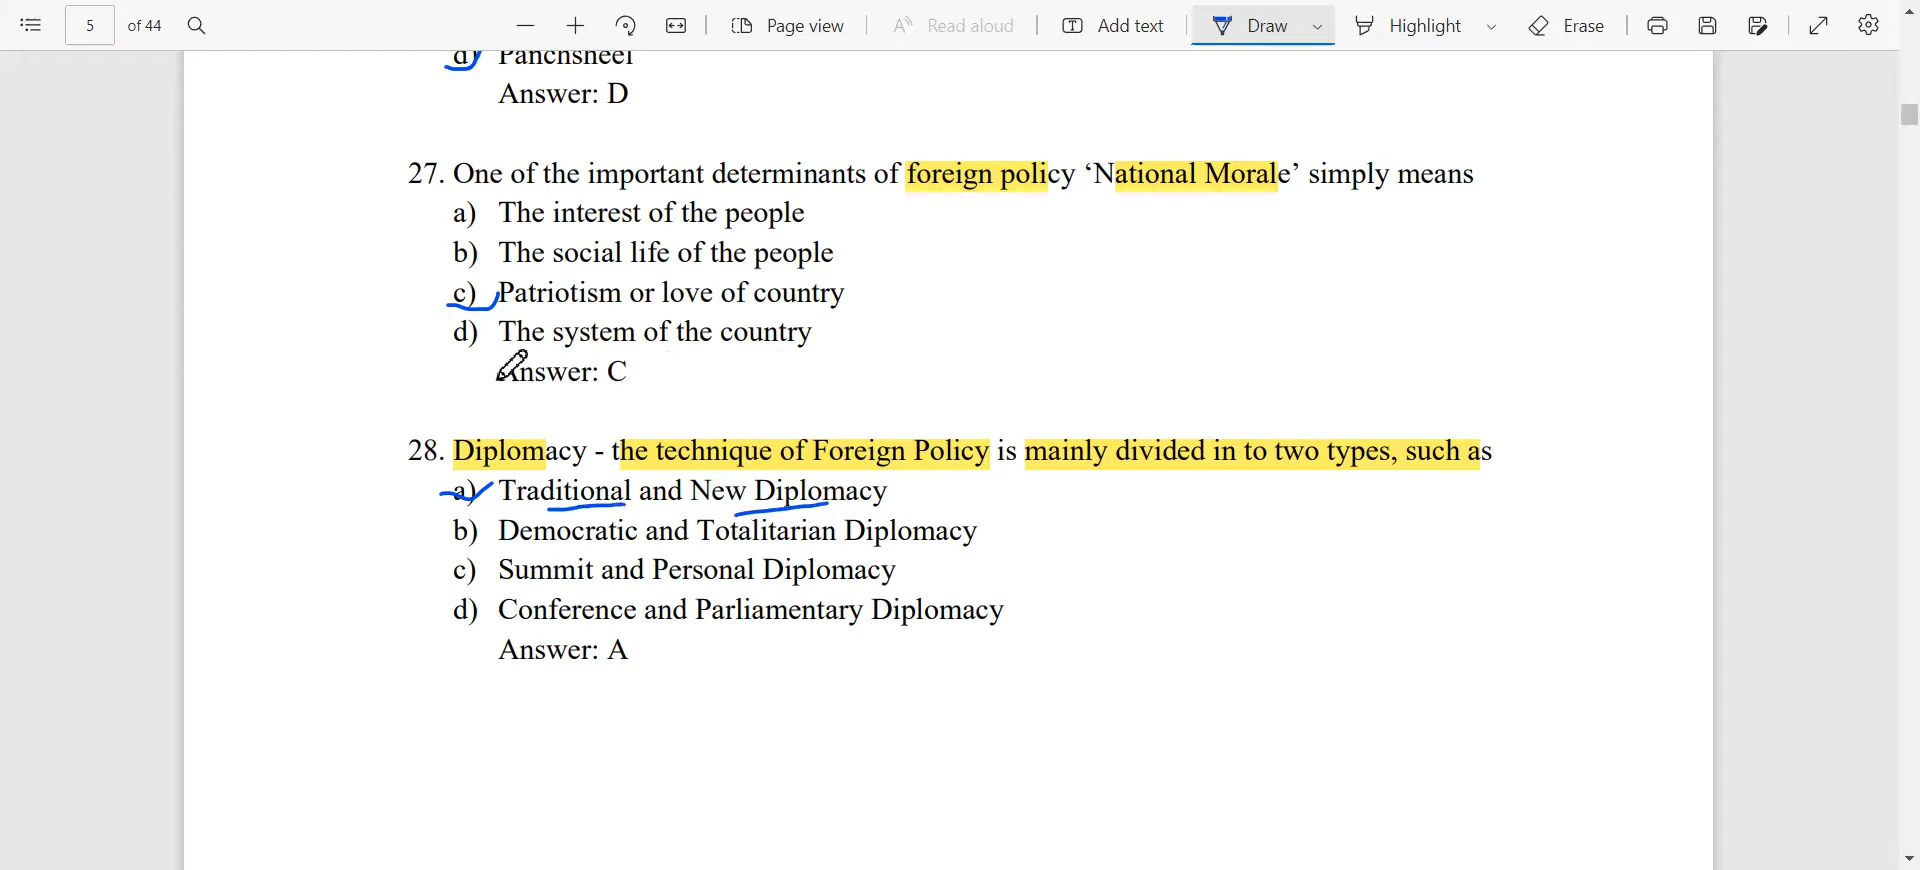 5 of 44 Page view Read aloud Add text Draw Highlight Erase
d) Panchsheel
Answer: D
27. One of the important determinants of foreign policy ‘National Morale’ simply means
a) The interest of the people
b) The social life of the people
c) Patriotism or love of country
d) The system of the country
Answer: C
28. Diplomacy - the technique of Foreign Policy is mainly divided in to two types, such as
a) Traditional and New Diplomacy
b) Democratic and Totalitarian Diplomacy
c) Summit and Personal Diplomacy
d) Conference and Parliamentary Diplomacy
Answer: A